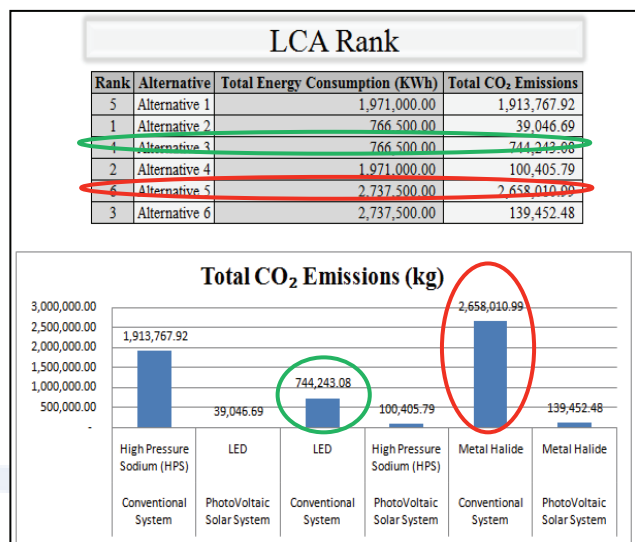 LCA Rank
Rank Alternative Total Energy Consumption (KWh) Total CO₂ Emissions
5 Alternative 1 1,971,000.00 1,913,767.92
1 Alternative 2 766,500.00 39,046.69
4 Alternative 3 766,500.00 744,243.08
2 Alternative 4 1,971,000.00 100,405.79
6 Alternative 5 2,737,500.00 2,658,010.99
3 Alternative 6 2,737,500.00 139,452.48
Total CO₂ Emissions (kg)
3,000,000.00
2,500,000.00
2,000,000.00
1,500,000.00
1,000,000.00
500,000.00
-
1,913,767.92
39,046.69
744,243.08
100,405.79
2,658,010.99
139,452.48
High Pressure Sodium (HPS) LED LED High Pressure Sodium (HPS) Metal Halide Metal Halide
Conventional System PhotoVoltaic Solar System Conventional System PhotoVoltaic Solar System Conventional System PhotoVoltaic Solar System